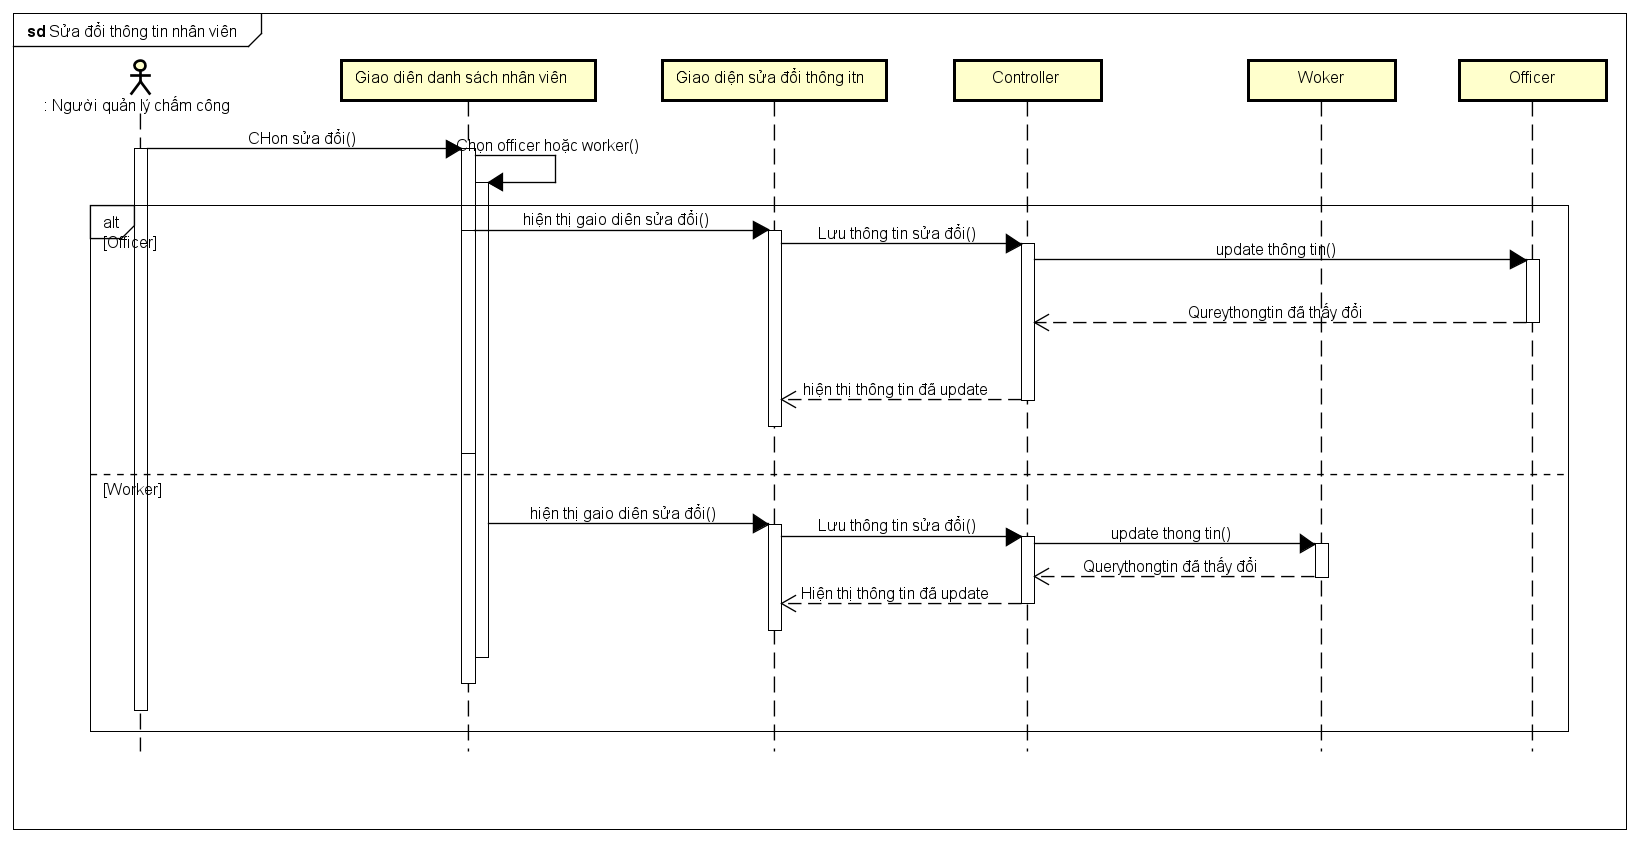 sd Sửa đổi thông tin nhân viên
: Người quản lý chấm công
Giao diên danh sách nhân viên
Giao diện sửa đổi thông itn
Controller
Woker
Officer
CHon sửa đổi()
Chọn officer hoặc worker()
alt
[Officer]
hiện thị gaio diên sửa đổi()
Lưu thông tin sửa đổi()
update thông tin()
Qureythongtin đã thấy đổi
hiện thị thông tin đã update
[Worker]
hiện thị gaio diên sửa đổi()
Lưu thông tin sửa đổi()
update thong tin()
Querythongtin đã thấy đổi
Hiện thị thông tin đã update